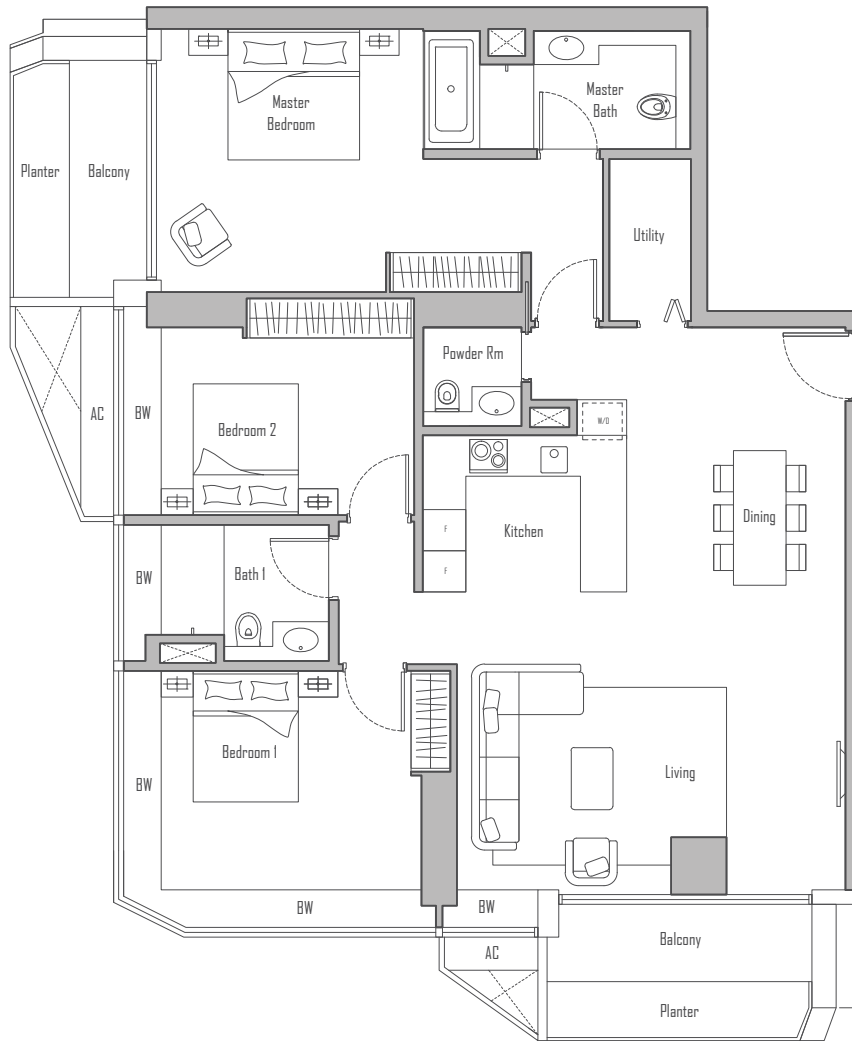 Master
Bedroom
Master
Bath
Planter
Balcony
Utility
Powder Rm
AC
BW
Bedroom 2
W/D
Kitchen
Dining
F
F
BW
Bath 1
Bedroom 1
BW
Living
BW
BW
AC
Balcony
Planter